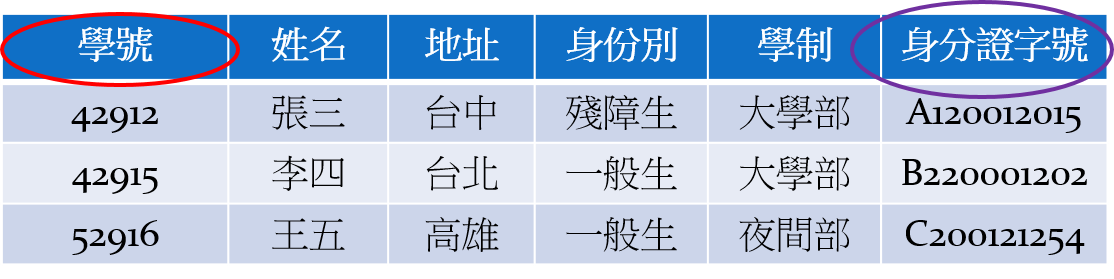 學號 姓名 地址 身份別 學制 身分證字號
42912 張三 台中 殘障生 大學部 A120012015
42915 李四 台北 一般生 大學部 B220001202
52916 王五 高雄 一般生 夜間部 C200121254